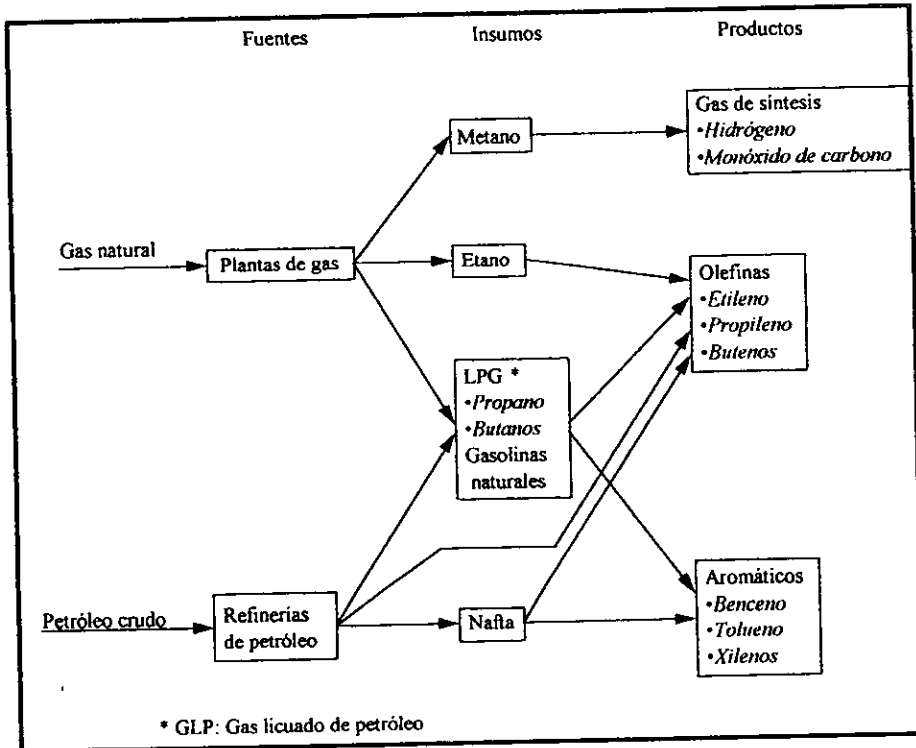 Fuentes Insumos Productos
Gas de síntesis
•Hidrógeno
•Monóxido de carbono
Metano
Gas natural
Plantas de gas
Etano
Olefinas
•Etileno
•Propileno
•Butenos
LPG *
•Propano
•Butanos
Gasolinas
naturales
Petróleo crudo
Refinerías
de petróleo
Nafta
Aromáticos
•Benceno
•Tolueno
•Xilenos
* GLP: Gas licuado de petróleo